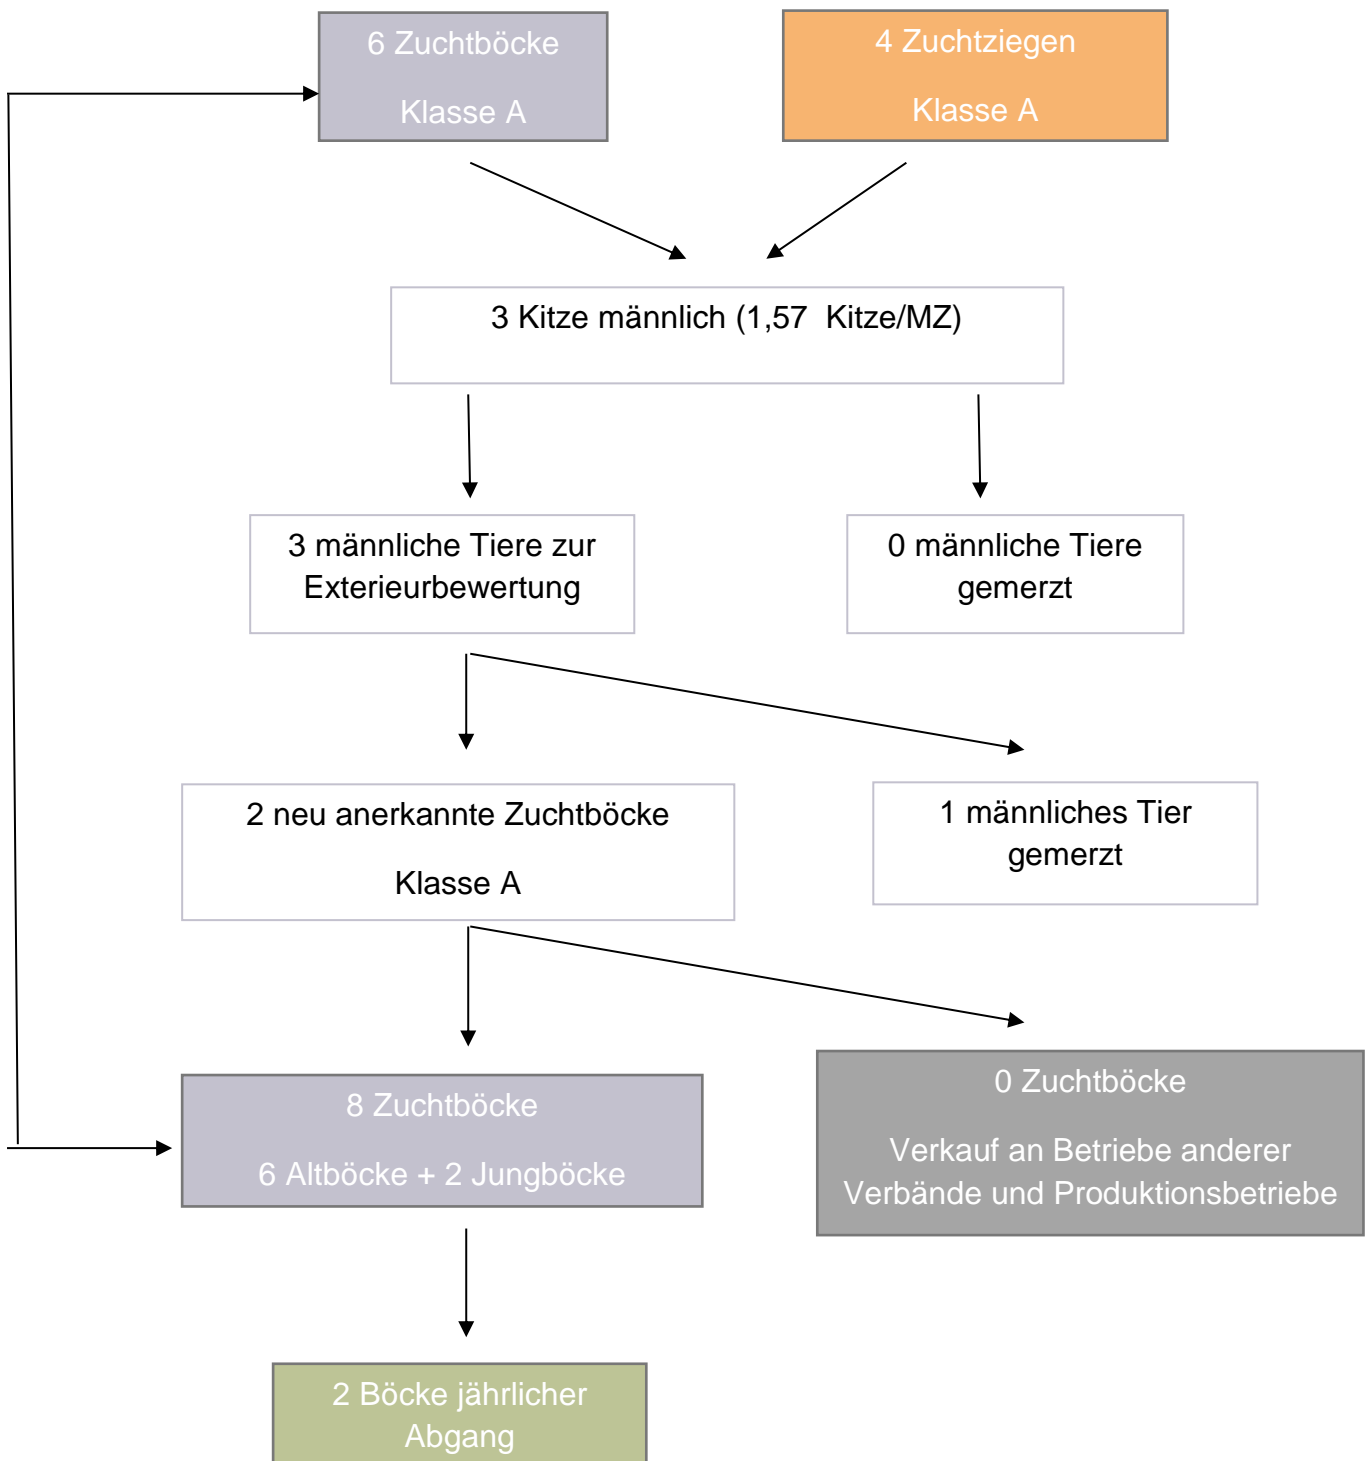 6 Zuchtböcke
Klasse A
4 Zuchtziegen
Klasse A
3 Kitze männlich (1,57 Kitze/MZ)
3 männliche Tiere zur
Exterieurbewertung
0 männliche Tiere
gemerzt
2 neu anerkannte Zuchtböcke
Klasse A
1 männliches Tier
gemerzt
8 Zuchtböcke
6 Altböcke + 2 Jungböcke
0 Zuchtböcke
Verkauf an Betriebe anderer
Verbände und Produktionsbetriebe
2 Böcke jährlicher
Abgang